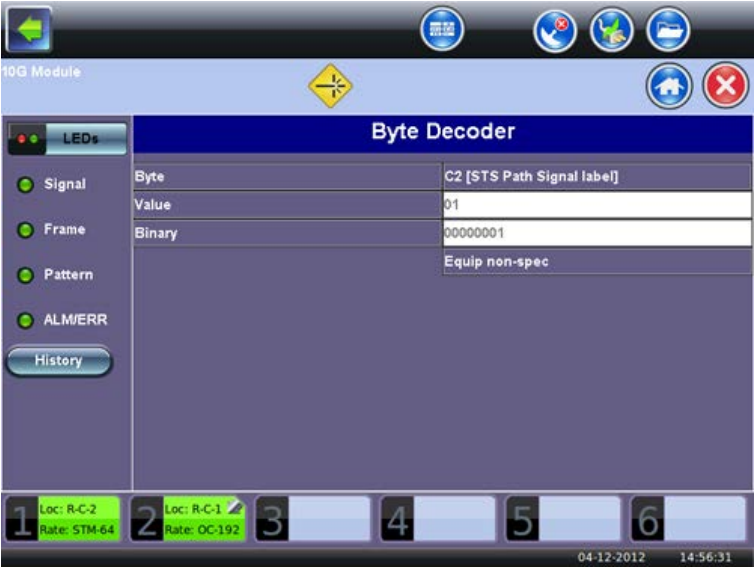 10G Module
LEDs
Byte Decoder
Signal
Byte
C2 [STS Path Signal label]
Value
01
Frame
Binary
00000001
Equip non-spec
Pattern
ALM/ERR
History
1 Loc: R-C-2
Rate: STM-64
2 Loc: R-C-1
Rate: OC-192
3
4
5
6
04-12-2012 14:56:31